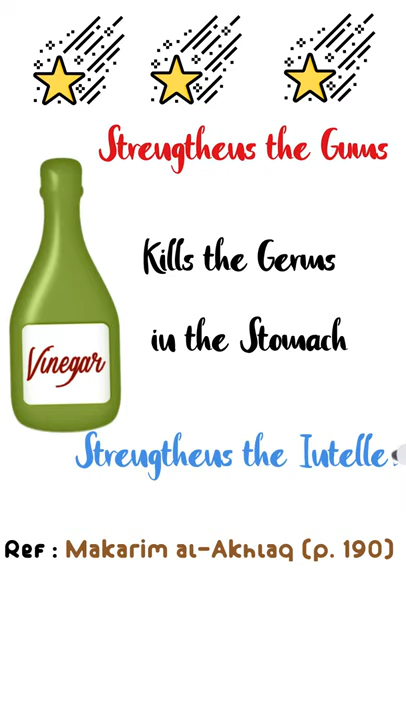 Strengthens the Gums
Kills the Germs
in the Stomach
Vinegar
Strengthens the Intelle
Ref : Makarim al-Akhlaq (p. 190)